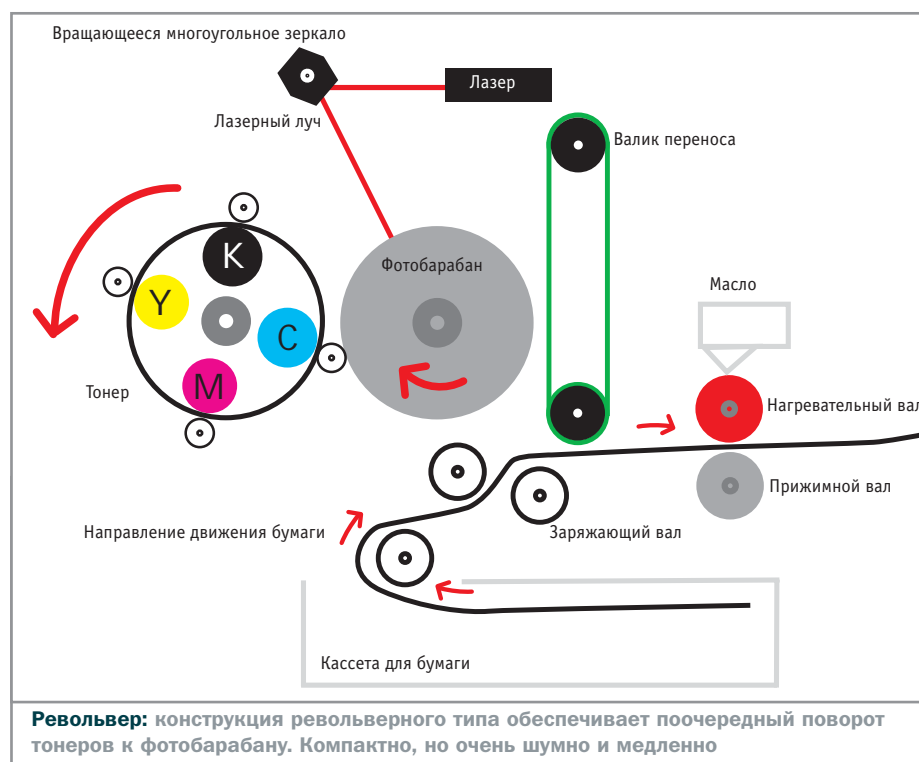 Вращающееся многоугольное зеркало
Лазер
Лазерный луч
Валик переноса
Фотобарабан
Масло
K
Y
C
M
Тонер
Нагревательный вал
Прижимной вал
Направление движения бумаги
Заряжающий вал
Кассета для бумаги
Револьвер: конструкция револьверного типа обеспечивает поочередный поворот
тонеров к фотобарабану. Компактно, но очень шумно и медленно